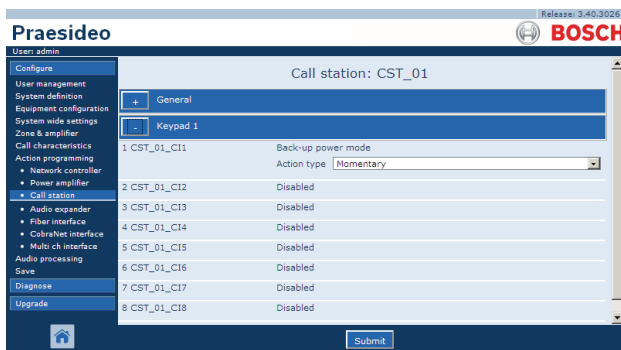 Release: 3.40.3026
Praesideo
BOSCH
User: admin
Configure
User management
System definition
Equipment configuration
System wide settings
Zone & amplifier
Call characteristics
Action programming
• Network controller
• Power amplifier
• Call station
• Audio expander
• Fiber interface
• CobraNet interface
• Multi ch interface
Audio processing
Save
Diagnose
Upgrade
Call station: CST_01
+ General
- Keypad 1
1 CST_01_CI1 Back-up power mode
Action type Momentary
2 CST_01_CI2 Disabled
3 CST_01_CI3 Disabled
4 CST_01_CI4 Disabled
5 CST_01_CI5 Disabled
6 CST_01_CI6 Disabled
7 CST_01_CI7 Disabled
8 CST_01_CI8 Disabled
Submit